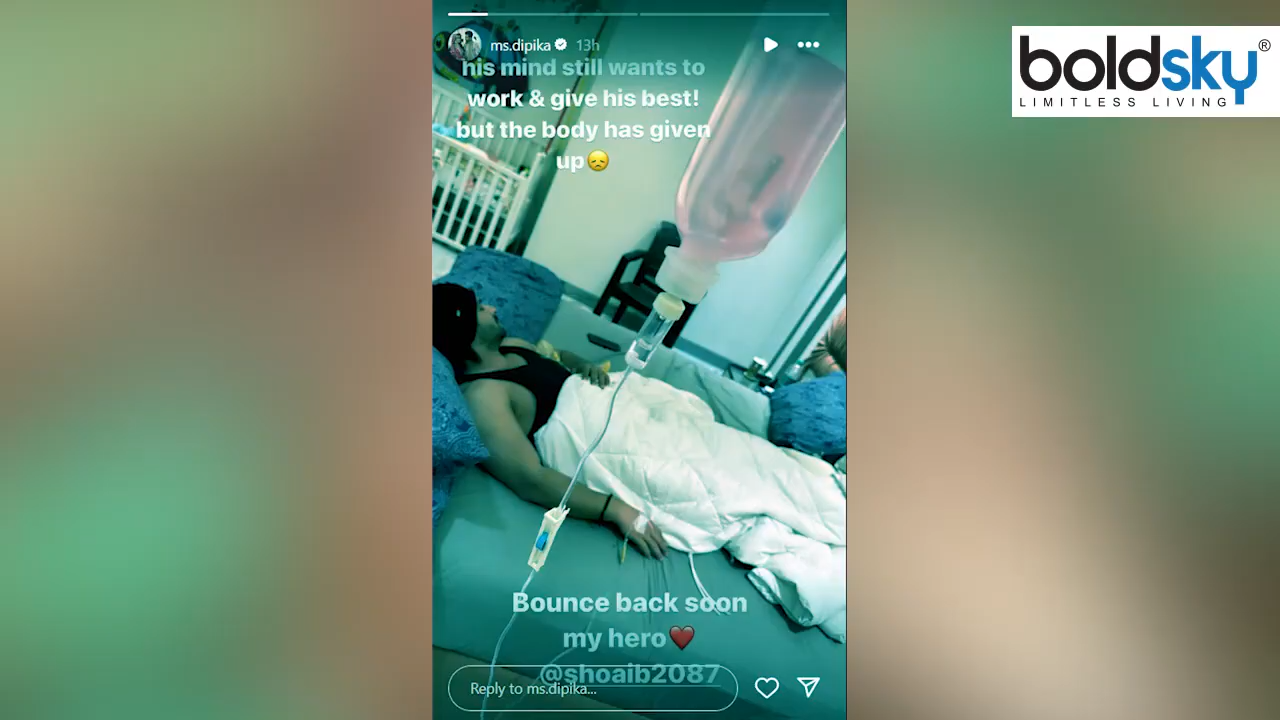 ms.dipika 13h
his mind still wants to
work & give his best!
but the body has given
up😞
Bounce back soon
my hero❤️
@shoaib2087
Reply to ms.dipika...
boldsky®
LIMITLESS LIVING